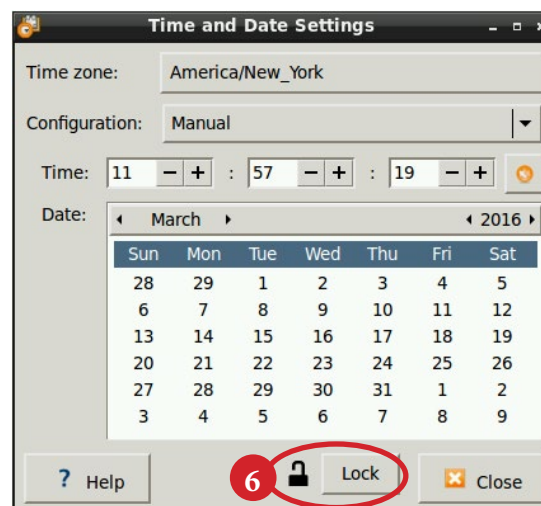 Time and Date Settings
Time zone: America/New_York
Configuration: Manual
Time: 11 - + : 57 - + : 19 - +
Date: March 2016
Sun Mon Tue Wed Thu Fri Sat
28 29 1 2 3 4 5
6 7 8 9 10 11 12
13 14 15 16 17 18 19
20 21 22 23 24 25 26
27 28 29 30 31 1 2
3 4 5 6 7 8 9
? Help 6 Lock Close